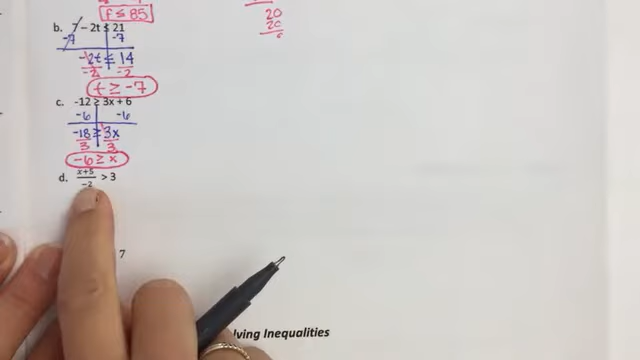 f ≤ 85
20
20
b. 7 - 2t ≤ 21
-7 -7
-2t ≤ 14
-2 -2
t ≥ -7
c. -12 ≥ 3x + 6
-6 -6
-18 ≥ 3x
3 3
-6 ≥ x
d. x+5
-2 > 3
7
lving Inequalities